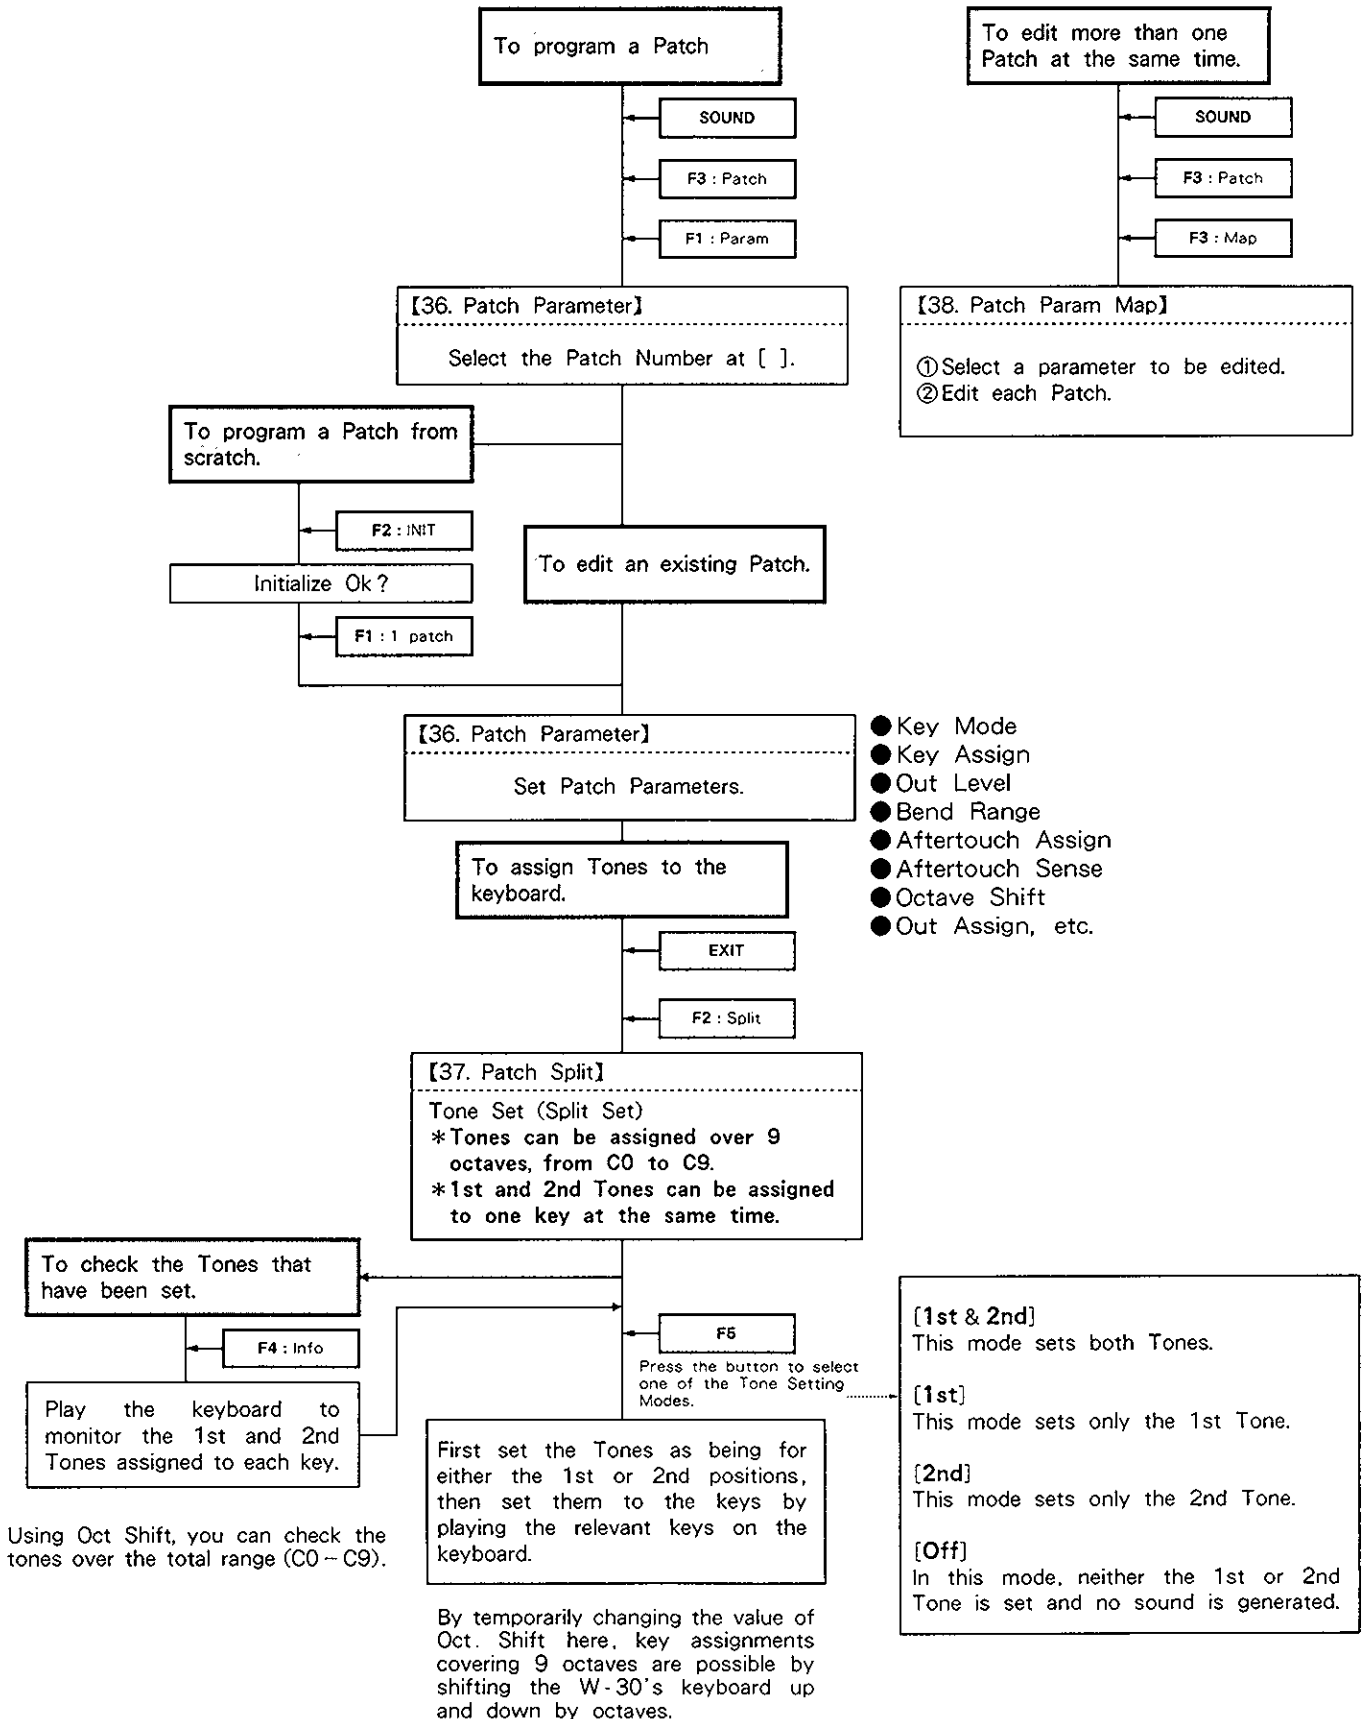 To program a Patch
SOUND
F3 : Patch
F1 : Param
【36. Patch Parameter】
Select the Patch Number at [ ].
To program a Patch from
scratch.
F2 : INIT
Initialize Ok ?
F1 : 1 patch
To edit an existing Patch.
【36. Patch Parameter】
Set Patch Parameters.
●Key Mode
●Key Assign
●Out Level
●Bend Range
●Aftertouch Assign
●Aftertouch Sense
●Octave Shift
●Out Assign, etc.
To assign Tones to the
keyboard.
EXIT
F2 : Split
【37. Patch Split】
Tone Set (Split Set)
*Tones can be assigned over 9
octaves, from C0 to C9.
*1st and 2nd Tones can be assigned
to one key at the same time.
To check the Tones that
have been set.
F4 : Info
Play the keyboard to
monitor the 1st and 2nd
Tones assigned to each key.
Using Oct Shift, you can check the
tones over the total range (C0 – C9).
F5
Press the button to select
one of the Tone Setting
Modes.
First set the Tones as being for
either the 1st or 2nd positions,
then set them to the keys by
playing the relevant keys on the
keyboard.
By temporarily changing the value of
Oct. Shift here, key assignments
covering 9 octaves are possible by
shifting the W-30's keyboard up
and down by octaves.
[1st & 2nd]
This mode sets both Tones.
[1st]
This mode sets only the 1st Tone.
[2nd]
This mode sets only the 2nd Tone.
[Off]
In this mode, neither the 1st or 2nd
Tone is set and no sound is generated.
To edit more than one
Patch at the same time.
SOUND
F3 : Patch
F3 : Map
【38. Patch Param Map】
①Select a parameter to be edited.
②Edit each Patch.